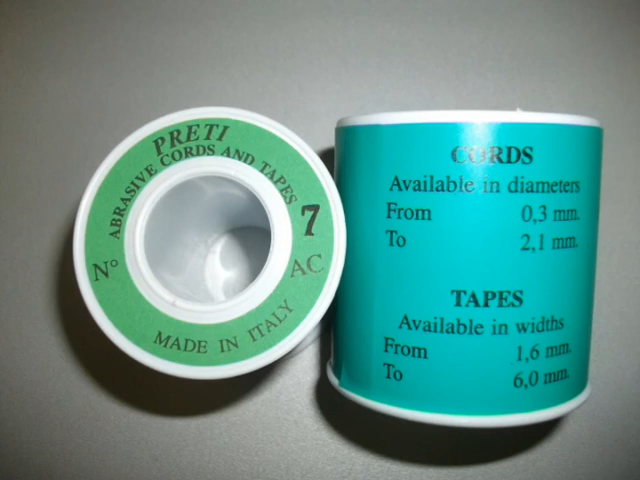 PRETI
ABRASIVE CORDS AND TAPES
7
N° AC
MADE IN ITALY
CORDS
Available in diameters
From 0,3 mm.
To 2,1 mm.
TAPES
Available in widths
From 1,6 mm.
To 6,0 mm.